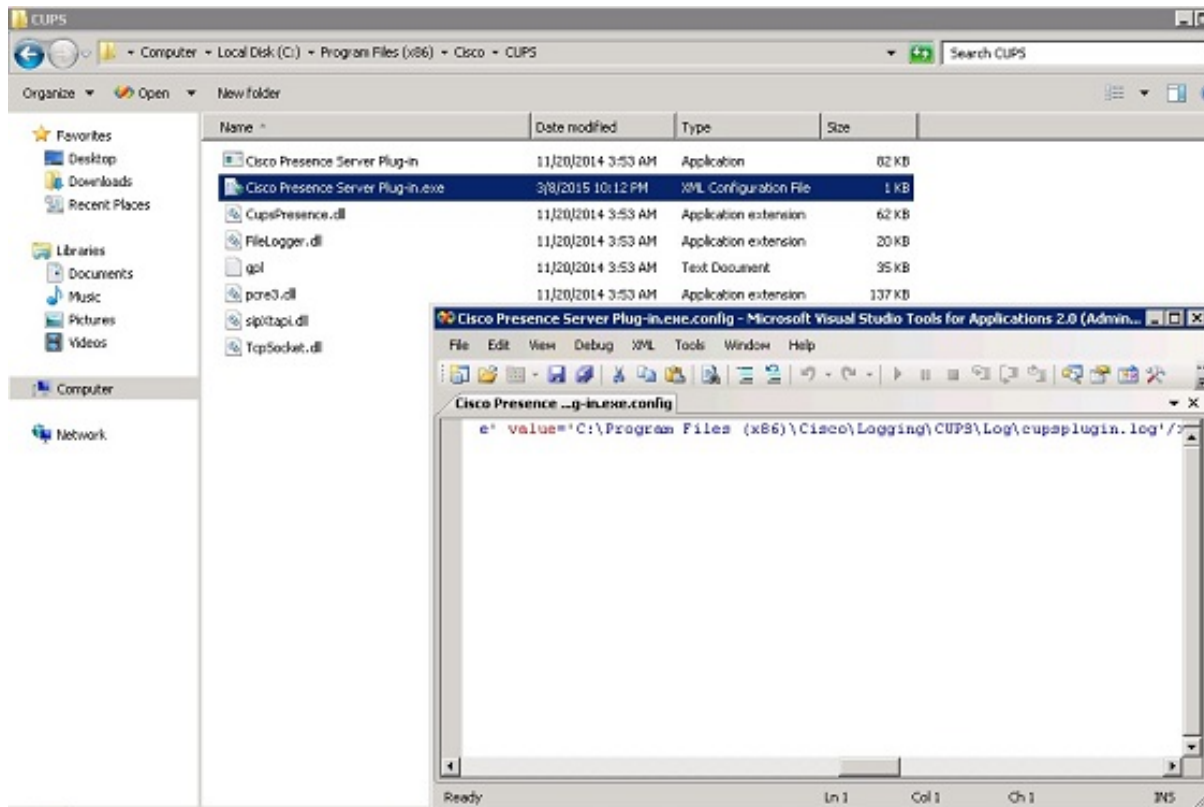 CUPS
Computer Local Disk (C:) Program Files (x86) Cisco CUPS Search CUPS
Organize Open New folder
Favorites
Desktop
Downloads
Recent Places
Libraries
Documents
Music
Pictures
Videos
Computer
Network
Name Date modified Type Size
Cisco Presence Server Plug-in 11/20/2014 3:53 AM Application 82 KB
Cisco Presence Server Plug-in.exe 3/8/2015 10:12 PM XML Configuration File 1 KB
CupsPresence.dll 11/20/2014 3:53 AM Application extension 62 KB
FileLogger.dll 11/20/2014 3:53 AM Application extension 20 KB
gpl 11/20/2014 3:53 AM Text Document 35 KB
pcre3.dll 11/20/2014 3:53 AM Application extension 137 KB
sipXtapi.dll
TcpSocket.dll
Cisco Presence Server Plug-in.exe.config - Microsoft Visual Studio Tools for Applications 2.0 (Admin...
File Edit View Debug XML Tools Window Help
Cisco Presence ...g-in.exe.config
e' value='C:\Program Files (x86)\Cisco\Logging\CUPS\Log\cupsplugin.log'/>
Ready Ln 1 Col 1 Ch 1 INS